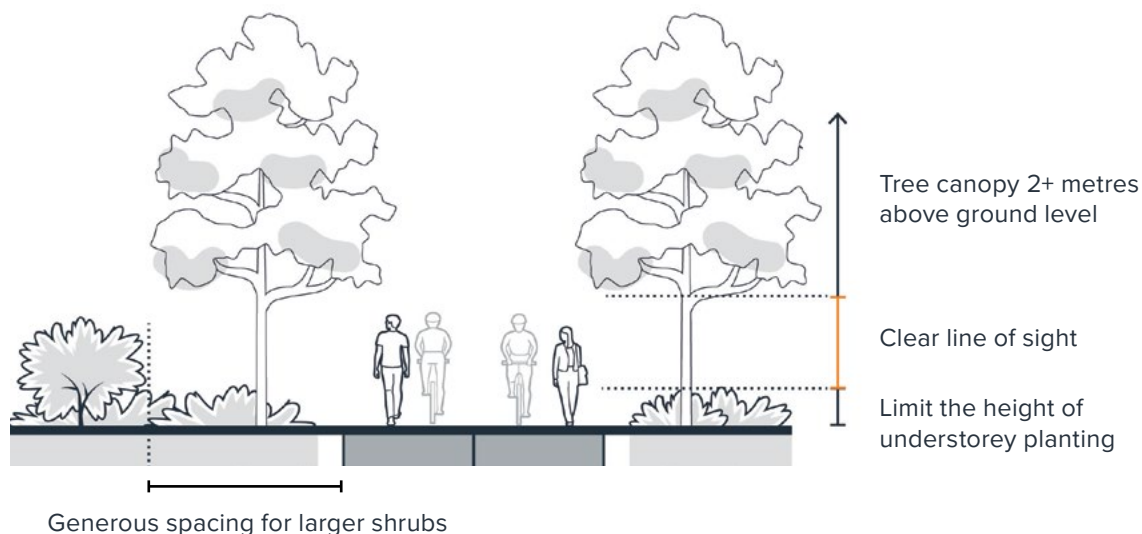 Tree canopy 2+ metres
above ground level
Clear line of sight
Limit the height of
understorey planting
Generous spacing for larger shrubs